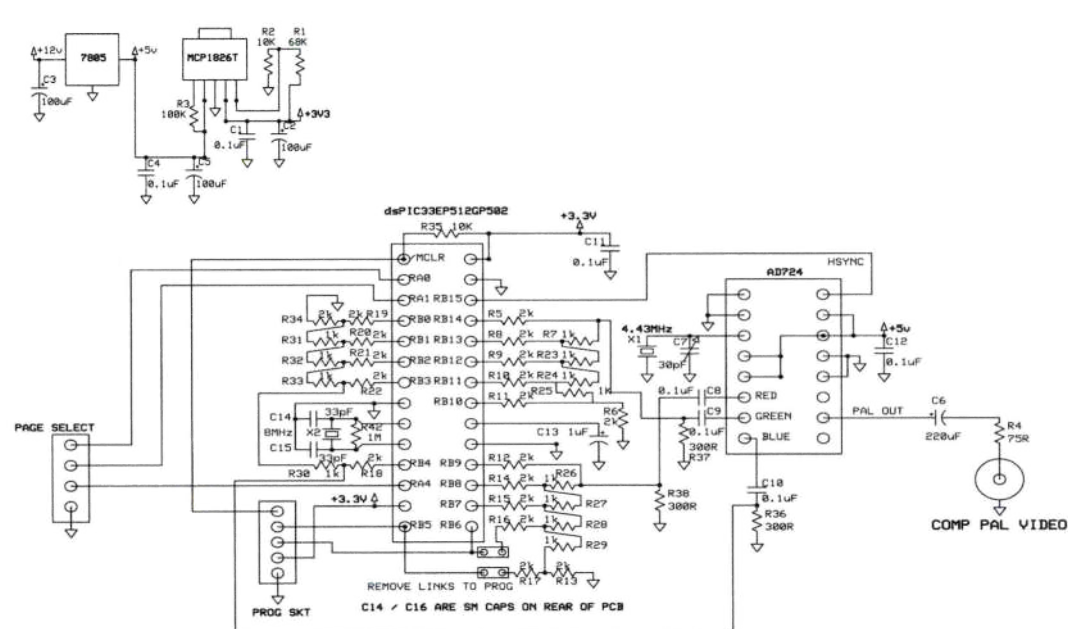 +12v
7805
+5v
C3
100uF
MCP1826T
R3
100K
R2
10K
R1
68K
+3V3
C1
0.1uF
C2
100uF
C4
0.1uF
C5
100uF
dsPIC33EP512GP502
R35 10K
+3.3V
C11
0.1uF
/MCLR
RA0
RA1 RB15
RB0 RB14
RB1 RB13
RB2 RB12
RB3 RB11
RB10
RB4 RB9
RA4 RB8
RB7
RB5 RB6
R34 2k 2k R19
R31 1k R20 2k
R32 1k R21 2k
R33 1k 2k
R22
C14 33pF
8MHz X2 R42
1M
C15 33pF
R30 1k 2k R18
+3.3V
R5 2k
R8 2k R7 1k
R9 2k R23 1k
R10 2k R24 1k
R25 1K
R11 2k
R6
2k
C13 1uF
R12 2k
R14 2k 1k R26
R15 2k 1k R27
R16 2k 1k R28
1k R29
2k 2k
R17 R13
HSYNC
AD724
4.43MHz
X1
C7
30pF
+5v
C12
0.1uF
0.1uF C8
RED
C9
0.1uF
GREEN
BLUE
300R
R37
R38
300R
PAL OUT
C6
220uF
R4
75R
C10
0.1uF
R36
300R
COMP PAL VIDEO
PAGE SELECT
PROG SKT
REMOVE LINKS TO PROG
C14 / C16 ARE SM CAPS ON REAR OF PCB